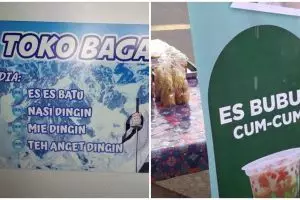 TOKO BAGA
DIA:
ES ES BATU
NASI DINGIN
MIE DINGIN
TEH ANGET DINGIN
ES BUBU
CUM-CUM